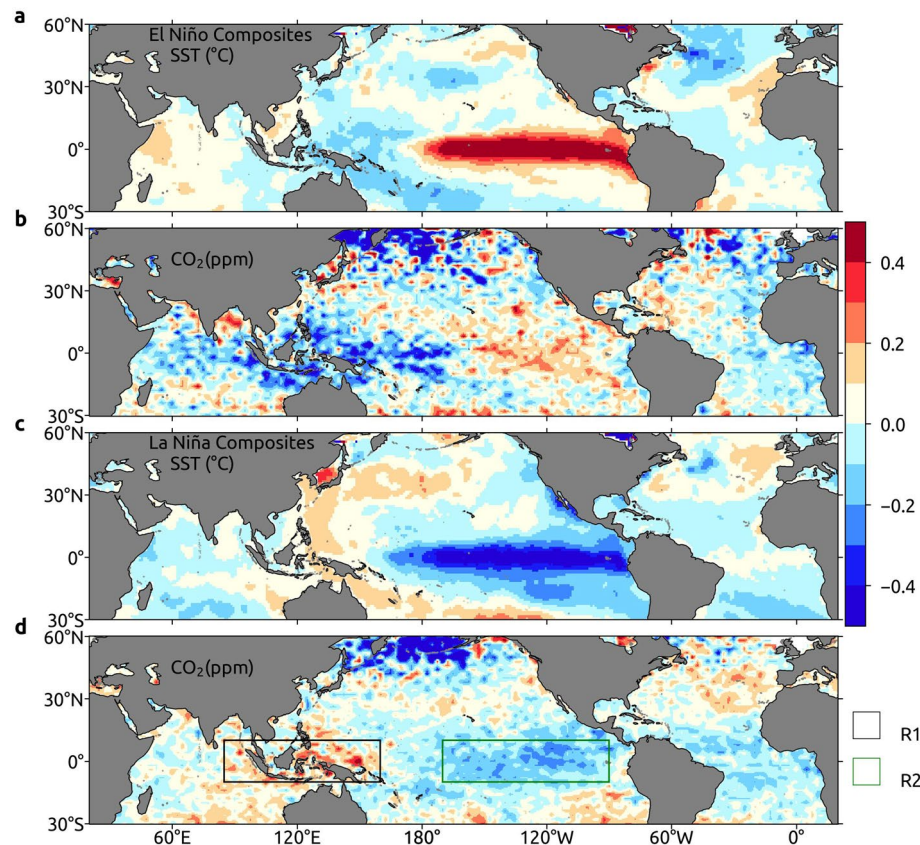 a
El Niño Composites
SST (°C)
60°N
30°N
0°
30°S
b
CO₂(ppm)
60°N
30°N
0°
30°S
c
La Niña Composites
SST (°C)
60°N
30°N
0°
30°S
d
CO₂(ppm)
60°N
30°N
0°
30°S
60°E
120°E
180°
120°W
60°W
0°
0.4
0.2
0.0
−0.2
−0.4
R1
R2